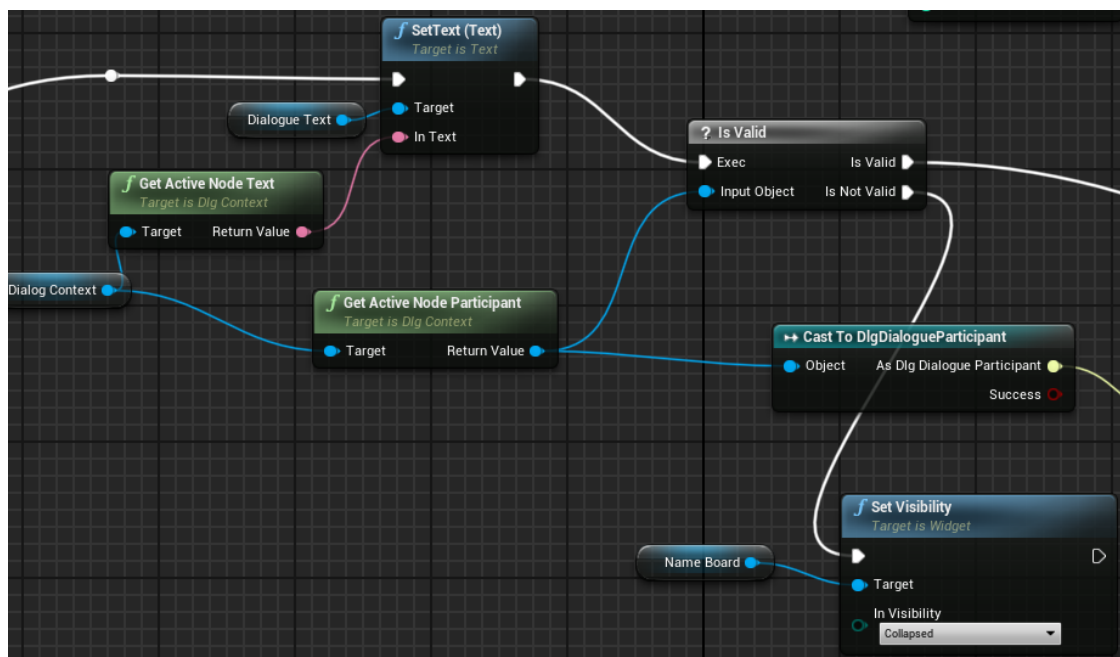 SetText (Text)
Target is Text
Target
In Text
Dialogue Text
Get Active Node Text
Target is Dlg Context
Target Return Value
Dialog Context
Get Active Node Participant
Target is Dlg Context
Target Return Value
? Is Valid
Exec Is Valid
Input Object Is Not Valid
Cast To DlgDialogueParticipant
Object As Dlg Dialogue Participant
Success
Set Visibility
Target is Widget
Name Board
Target
In Visibility
Collapsed